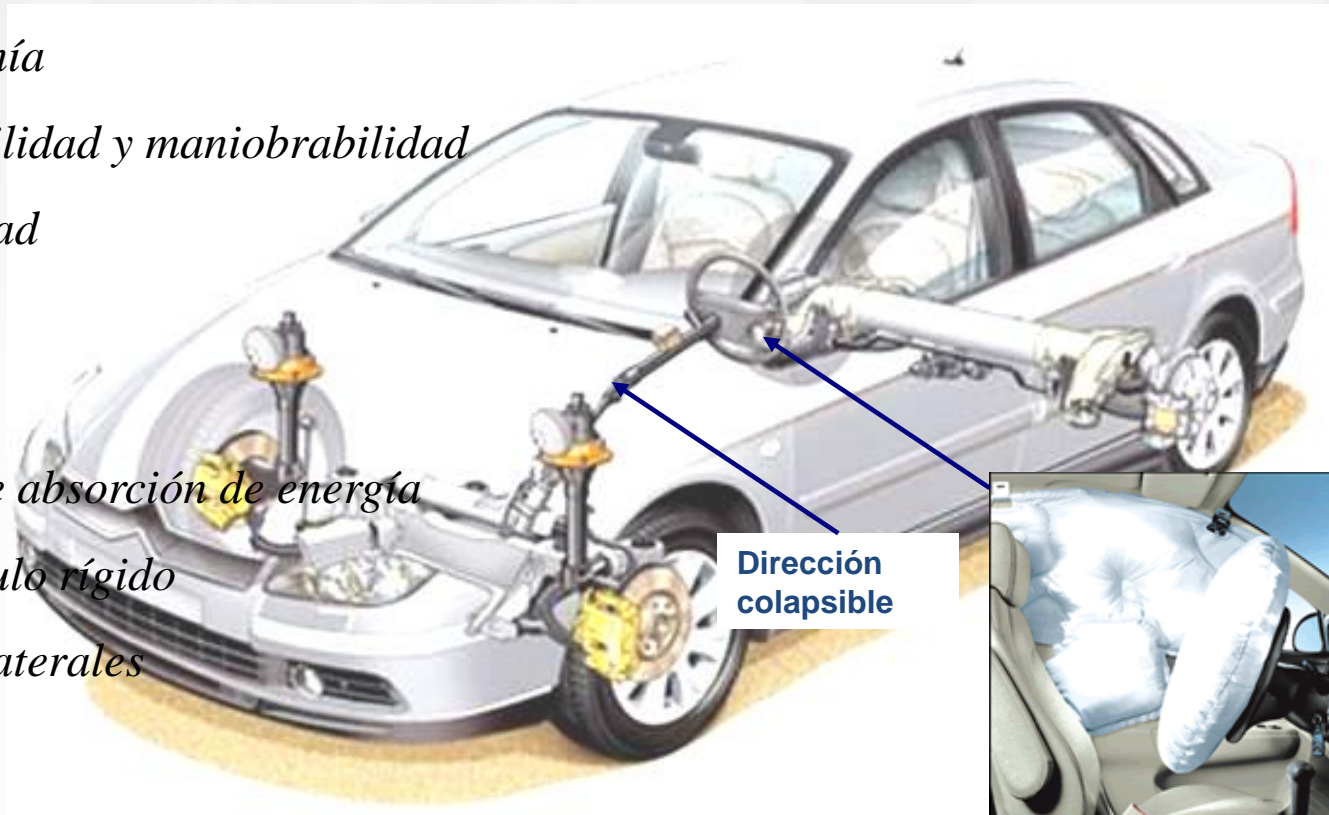 nía
ilidad y maniobrabilidad
ad
e absorción de energía
ulo rígido
aterales
Dirección
colapsible